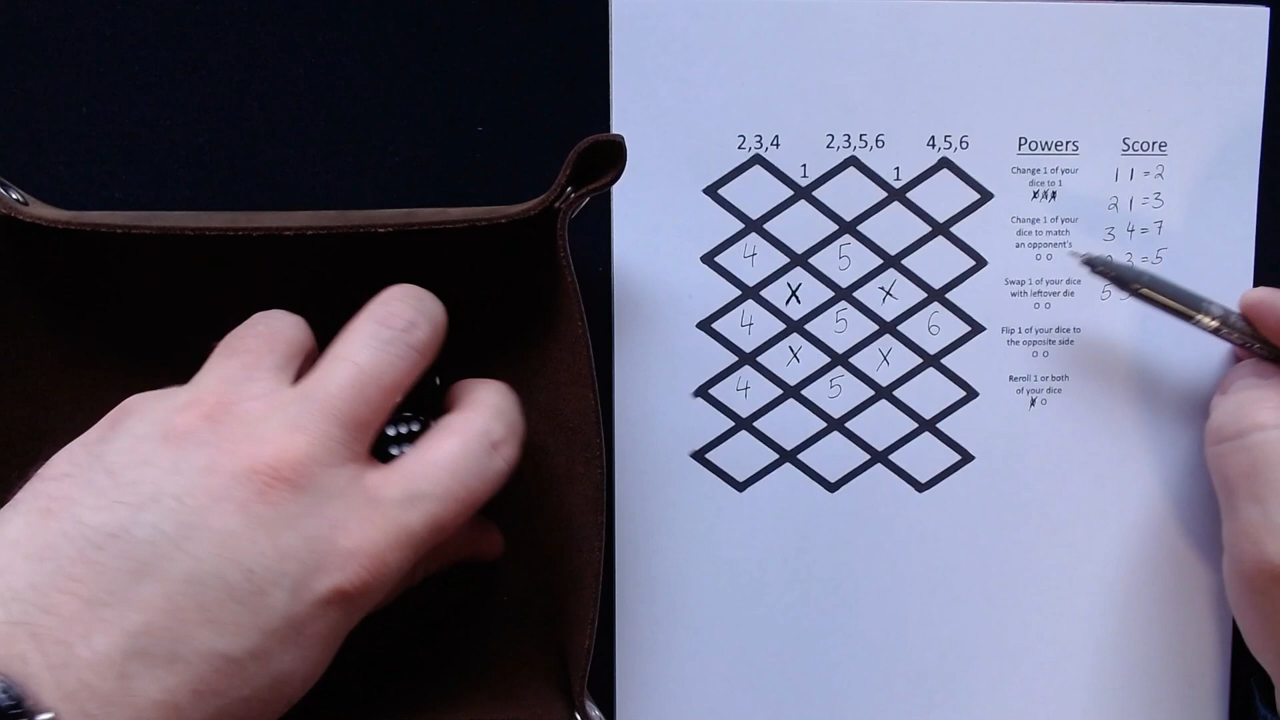 2,3,4 2,3,5,6 4,5,6
1 1
4 5
X X
4 5 6
X X
4 5
Powers
Change 1 of your
dice to 1
Change 1 of your
dice to match
an opponent's
O O
Swap 1 of your dice
with leftover die
O O
Flip 1 of your dice to
the opposite side
O O
Reroll 1 or both
of your dice
O
Score
1 1=2
2 1=3
3 4=7
3=5
5